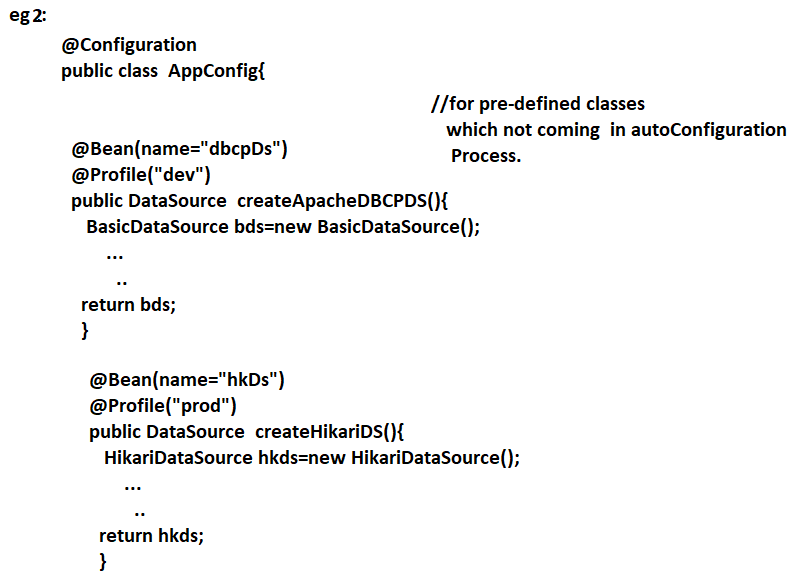 eg2:
@Configuration
public class AppConfig{
//for pre-defined classes
which not coming in autoConfiguration
Process.
@Bean(name="dbcpDs")
@Profile("dev")
public DataSource createApacheDBCPDS(){
BasicDataSource bds=new BasicDataSource();
...
..
return bds;
}
@Bean(name="hkDs")
@Profile("prod")
public DataSource createHikariDS(){
HikariDataSource hkds=new HikariDataSource();
...
..
return hkds;
}